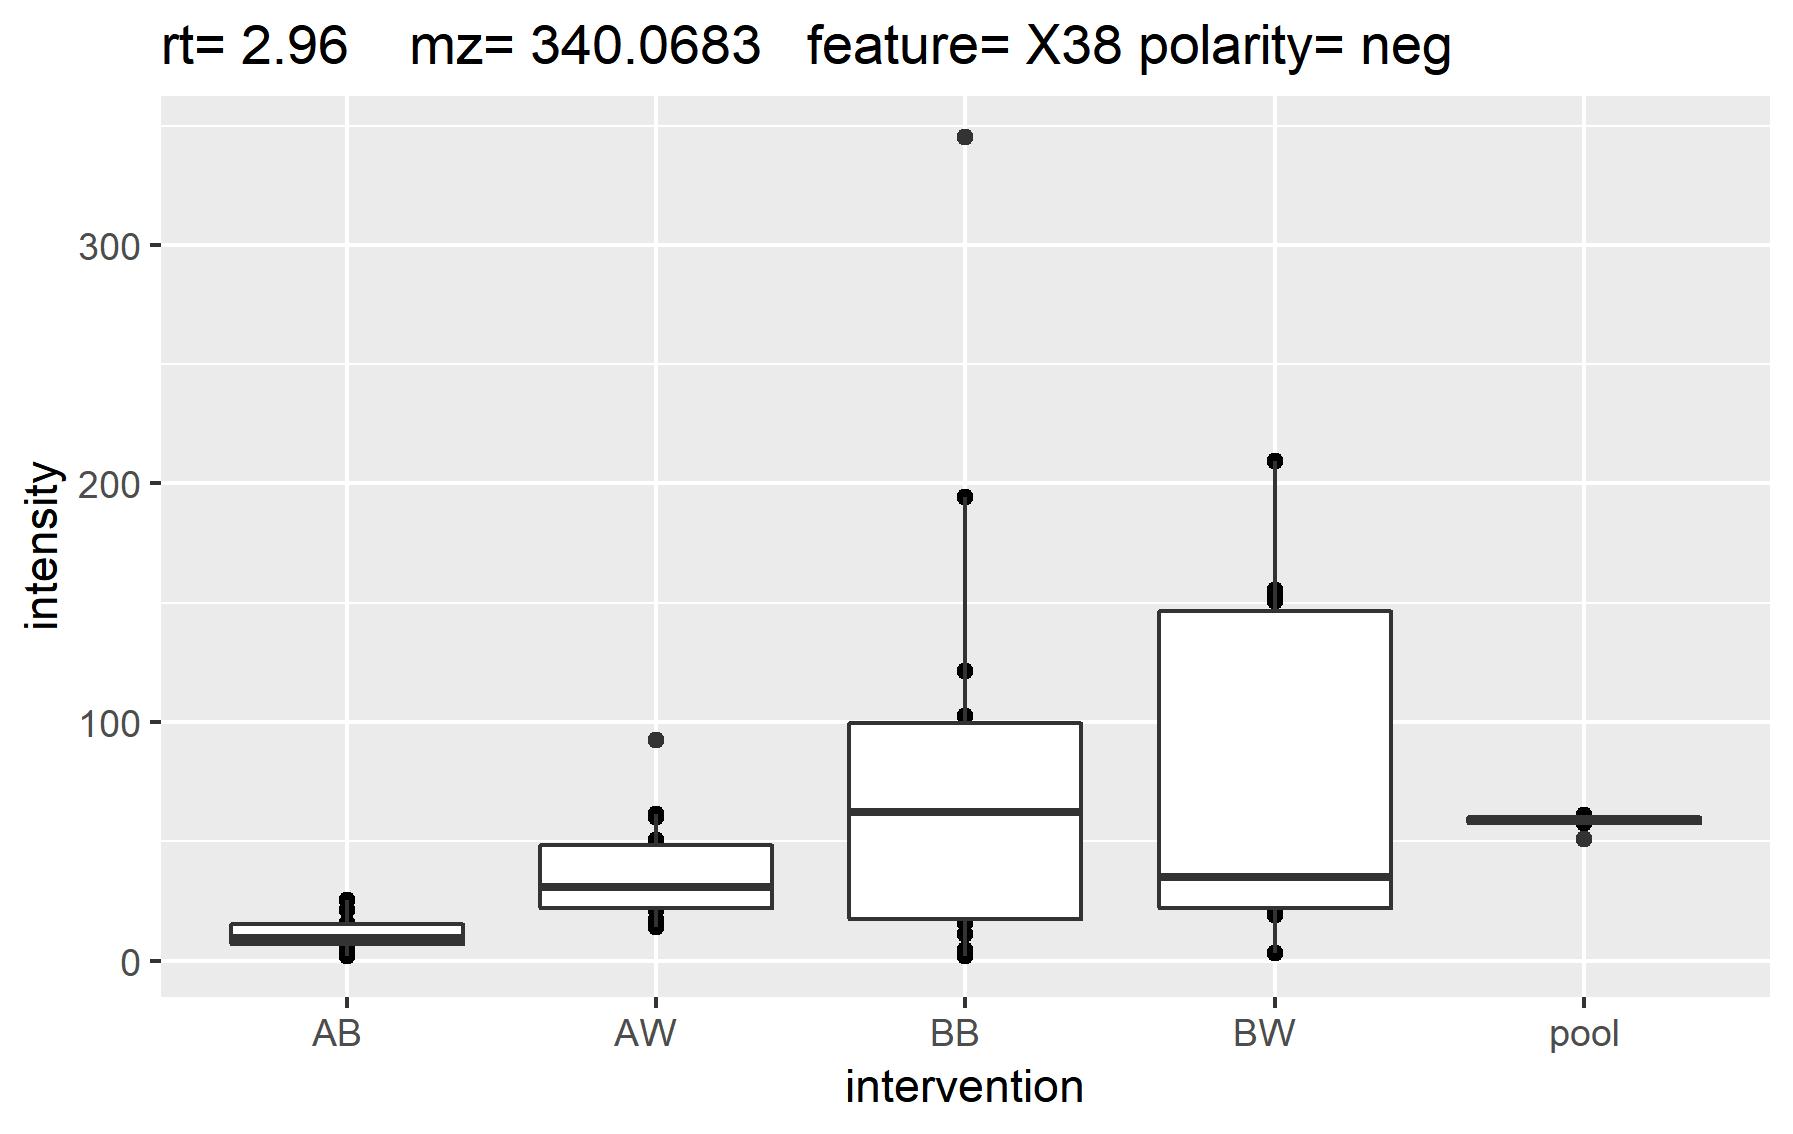 rt= 2.96 mz= 340.0683 feature= X38 polarity= neg
intensity
300
200
100
0
AB AW BB BW pool
intervention